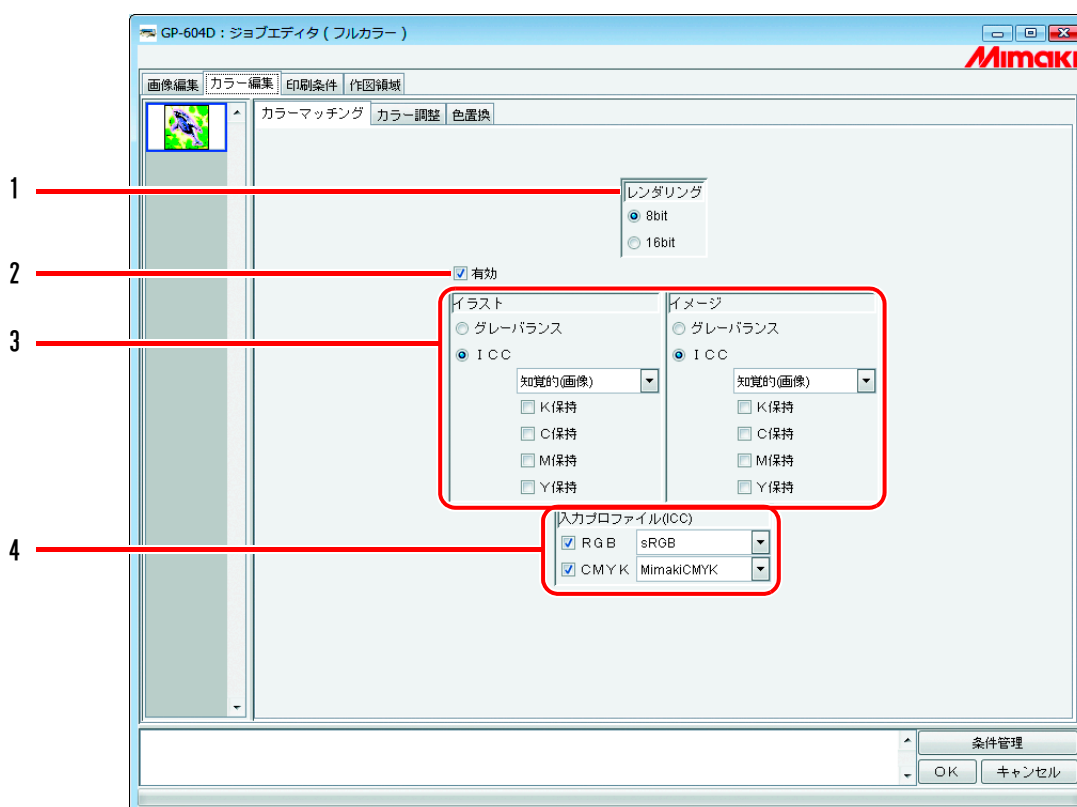 GP-604D：ジョブエディタ ( フルカラー )
Mimaki
画像編集 カラー編集 印刷条件 作図領域
カラーマッチング カラー調整 色置換
1
レンダリング
8bit
16bit
2
有効
3
イラスト
グレーバランス
ＩＣＣ
知覚的(画像)
Ｋ保持
Ｃ保持
Ｍ保持
Ｙ保持
イメージ
グレーバランス
ＩＣＣ
知覚的(画像)
Ｋ保持
Ｃ保持
Ｍ保持
Ｙ保持
4
入力プロファイル(ICC)
ＲＧＢ sRGB
ＣＭＹＫ MimakiCMYK
条件管理
ＯＫ キャンセル